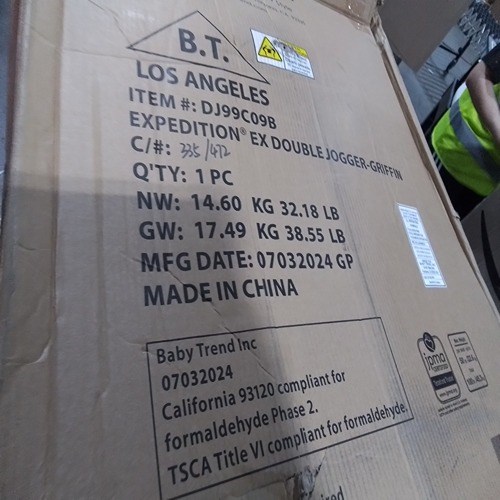 B.T.
LOS ANGELES
ITEM #: DJ99C09B
EXPEDITION® EX DOUBLE JOGGER-GRIFFIN
C/#: 335/472
Q'TY: 1 PC
NW: 14.60 KG 32.18 LB
GW: 17.49 KG 38.55 LB
MFG DATE: 07032024 GP
MADE IN CHINA
Baby Trend Inc
07032024
California 93120 compliant for
formaldehyde Phase 2.
TSCA Title VI compliant for formaldehyde.
jpma